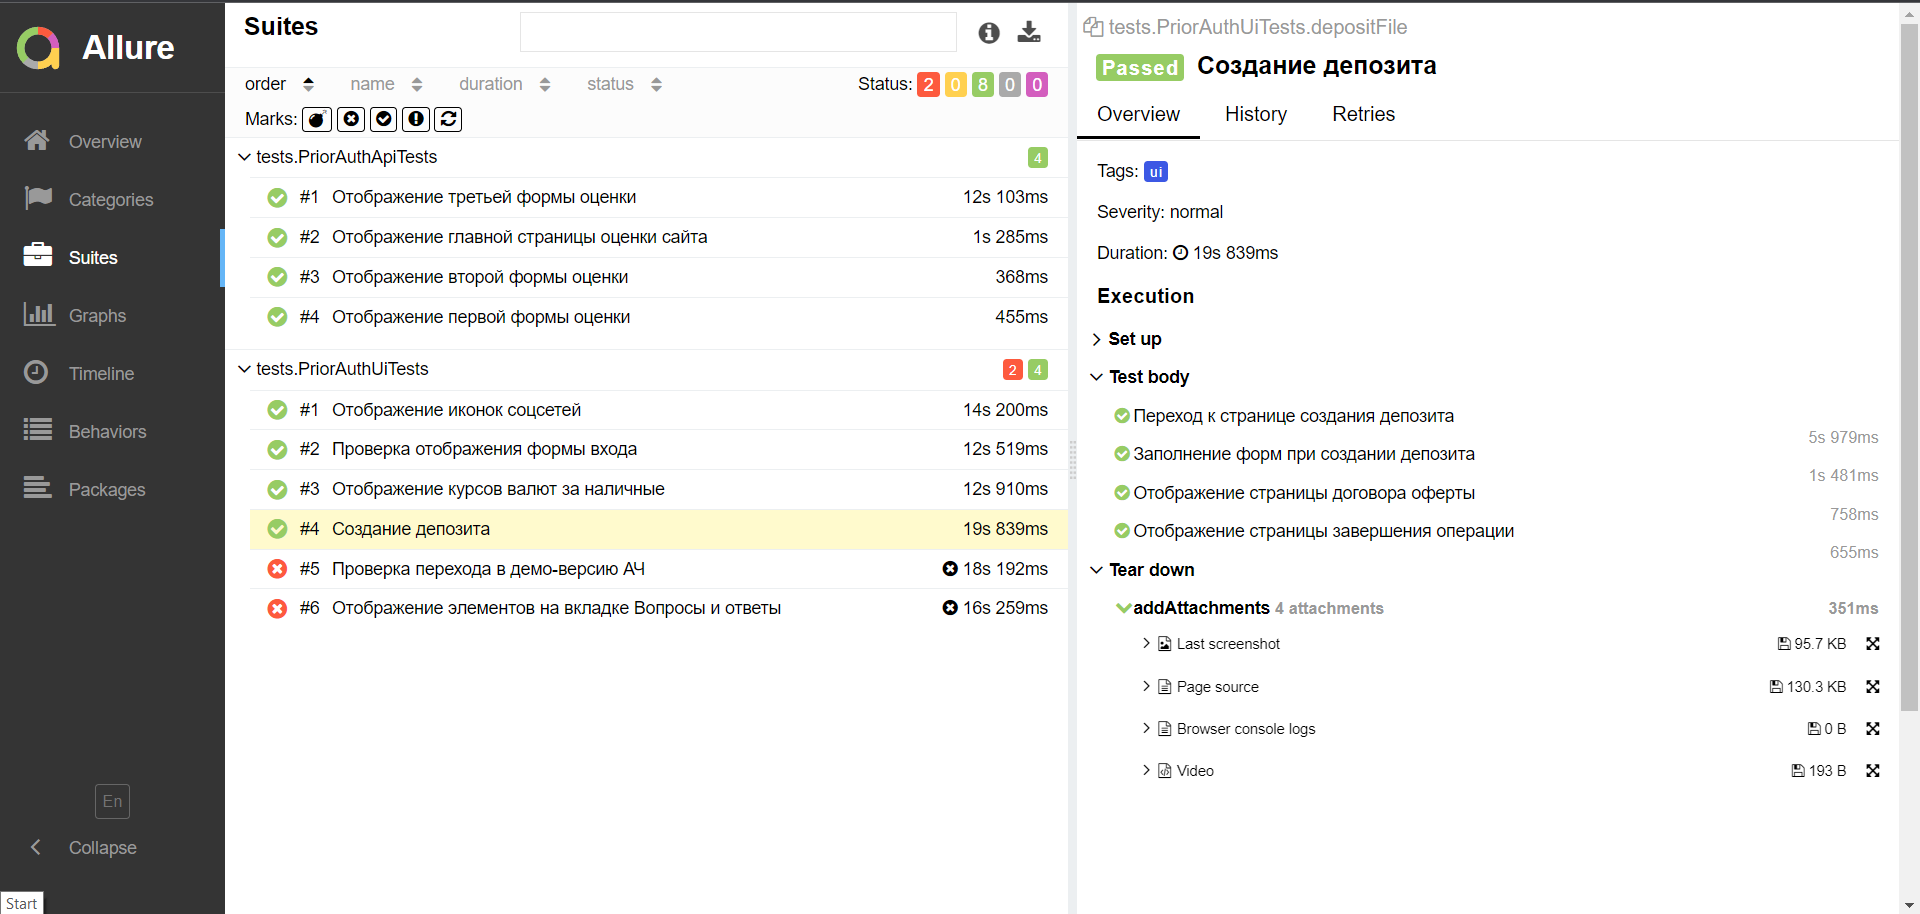 Allure
Overview
Categories
Suites
Graphs
Timeline
Behaviors
Packages
En
Collapse
Start
Suites
order name duration status Status: 2 0 8 0 0
Marks:
tests.PriorAuthApiTests 4
#1 Отображение третьей формы оценки 12s 103ms
#2 Отображение главной страницы оценки сайта 1s 285ms
#3 Отображение второй формы оценки 368ms
#4 Отображение первой формы оценки 455ms
tests.PriorAuthUiTests 2 4
#1 Отображение иконок соцсетей 14s 200ms
#2 Проверка отображения формы входа 12s 519ms
#3 Отображение курсов валют за наличные 12s 910ms
#4 Создание депозита 19s 839ms
#5 Проверка перехода в демо-версию АЧ 18s 192ms
#6 Отображение элементов на вкладке Вопросы и ответы 16s 259ms
tests.PriorAuthUiTests.depositFile
Passed Создание депозита
Overview History Retries
Tags: ui
Severity: normal
Duration: 19s 839ms
Execution
Set up
Test body
Переход к странице создания депозита
5s 979ms
Заполнение форм при создании депозита
1s 481ms
Отображение страницы договора оферты
758ms
Отображение страницы завершения операции
655ms
Tear down
addAttachments 4 attachments 351ms
Last screenshot 95.7 KB
Page source 130.3 KB
Browser console logs 0 B
Video 193 B